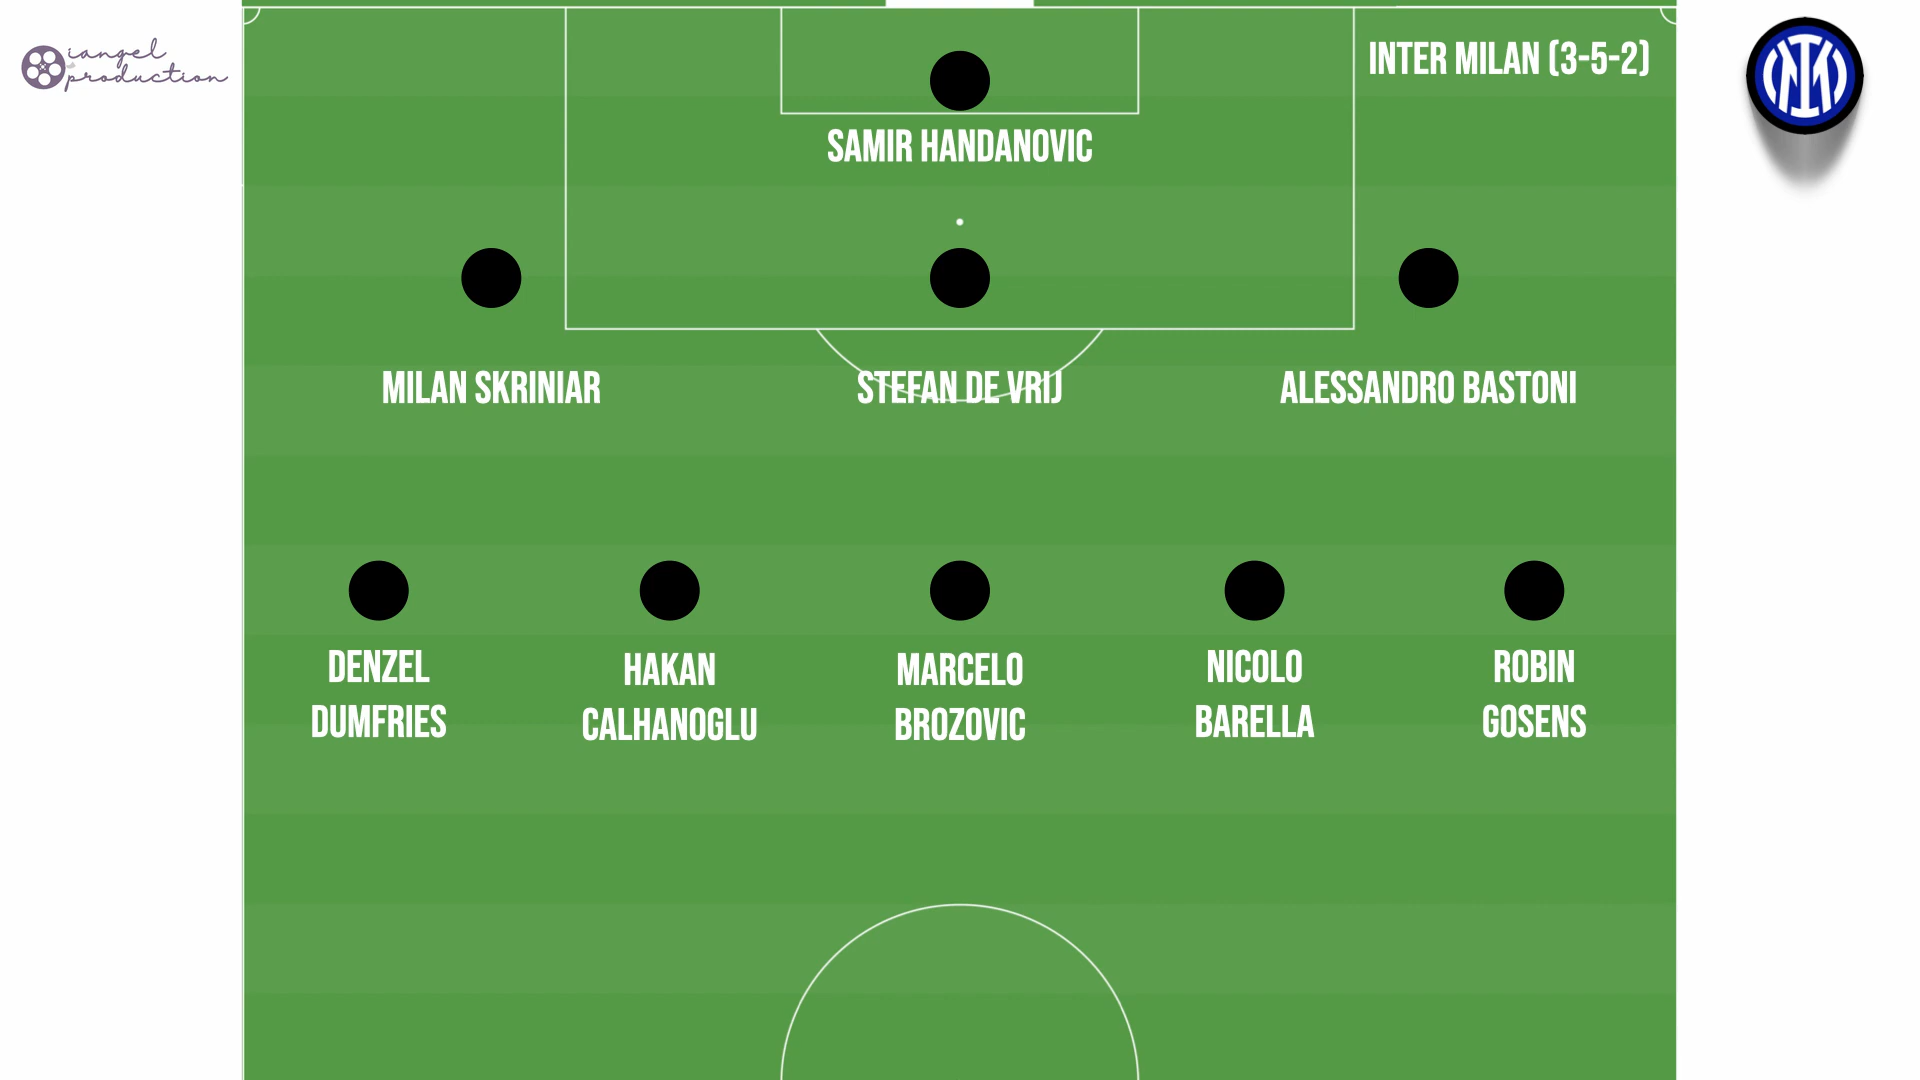 iangel
production
INTER MILAN (3-5-2)
SAMIR HANDANOVIC
MILAN SKRINIAR
STEFAN DE VRIJ
ALESSANDRO BASTONI
DENZEL
DUMFRIES
HAKAN
CALHANOGLU
MARCELO
BROZOVIC
NICOLO
BARELLA
ROBIN
GOSENS